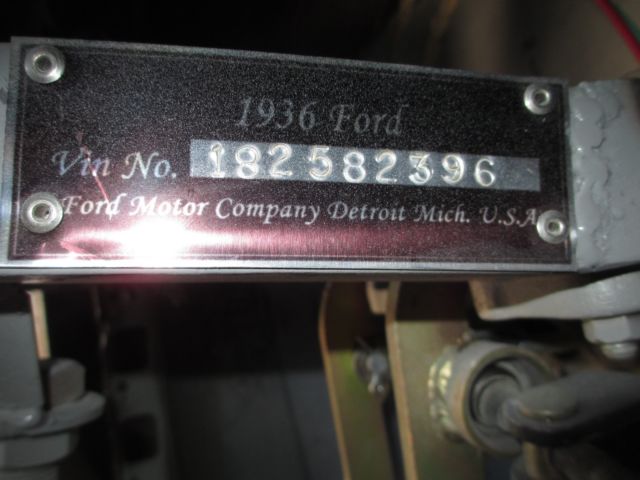 1936 Ford
Vin No. 182582396
Ford Motor Company Detroit Mich. U.S.A